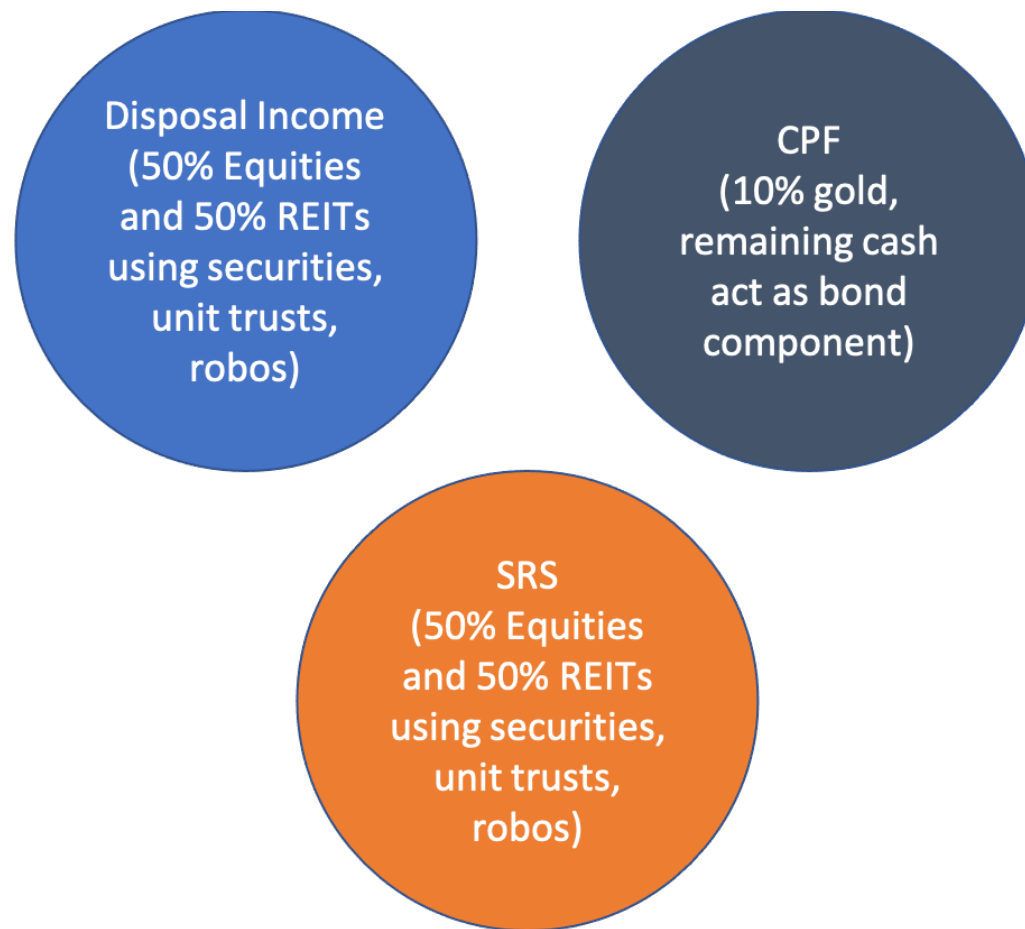 Disposal Income
(50% Equities
and 50% REITs
using securities,
unit trusts,
robos)
CPF
(10% gold,
remaining cash
act as bond
component)
SRS
(50% Equities
and 50% REITs
using securities,
unit trusts,
robos)